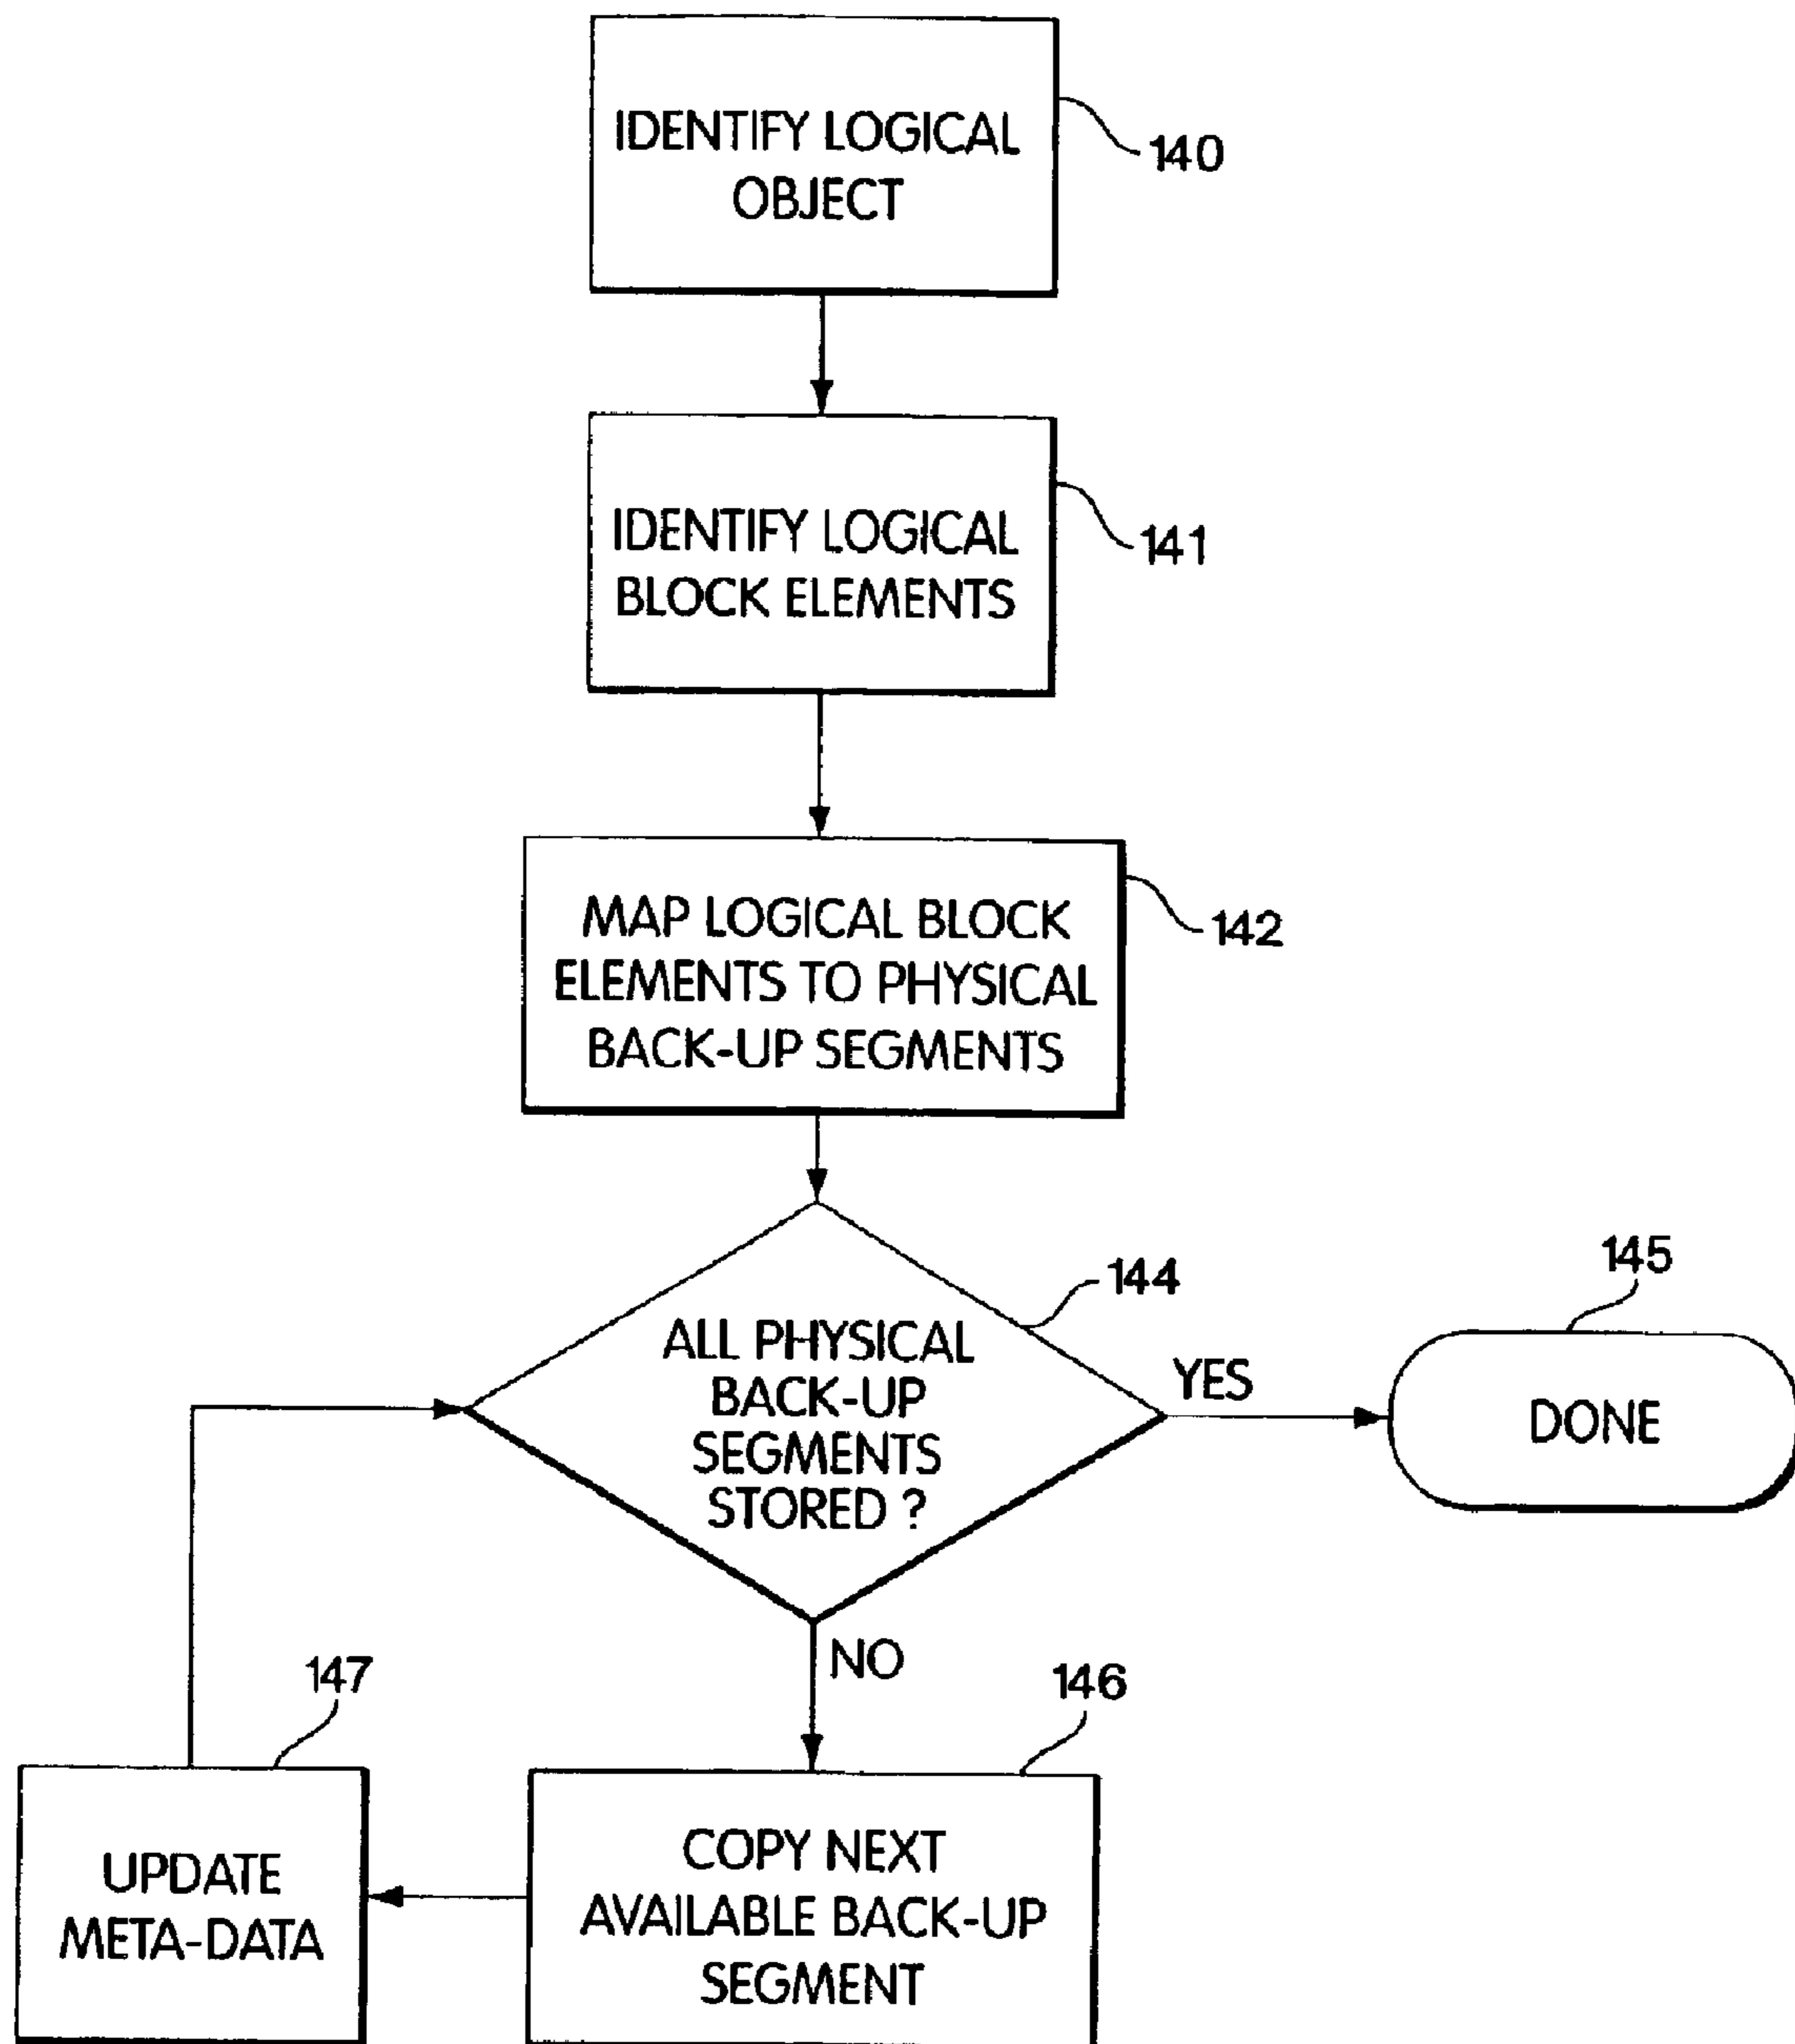 IDENTIFY LOGICAL
OBJECT
140
IDENTIFY LOGICAL
BLOCK ELEMENTS
141
MAP LOGICAL BLOCK
ELEMENTS TO PHYSICAL
BACK-UP SEGMENTS
142
144
ALL PHYSICAL
BACK-UP
SEGMENTS
STORED ?
YES
145
DONE
NO
146
COPY NEXT
AVAILABLE BACK-UP
SEGMENT
147
UPDATE
META-DATA